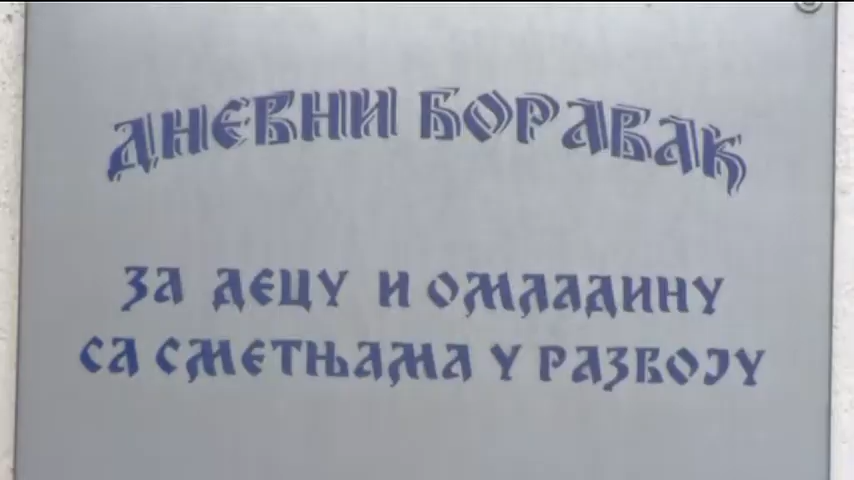 ДНЕВНИ БОРАВАК
ЗА ДЕЦУ И ОМЛАДИНУ
СА СМЕТЊАМА У РАЗВОЈУ